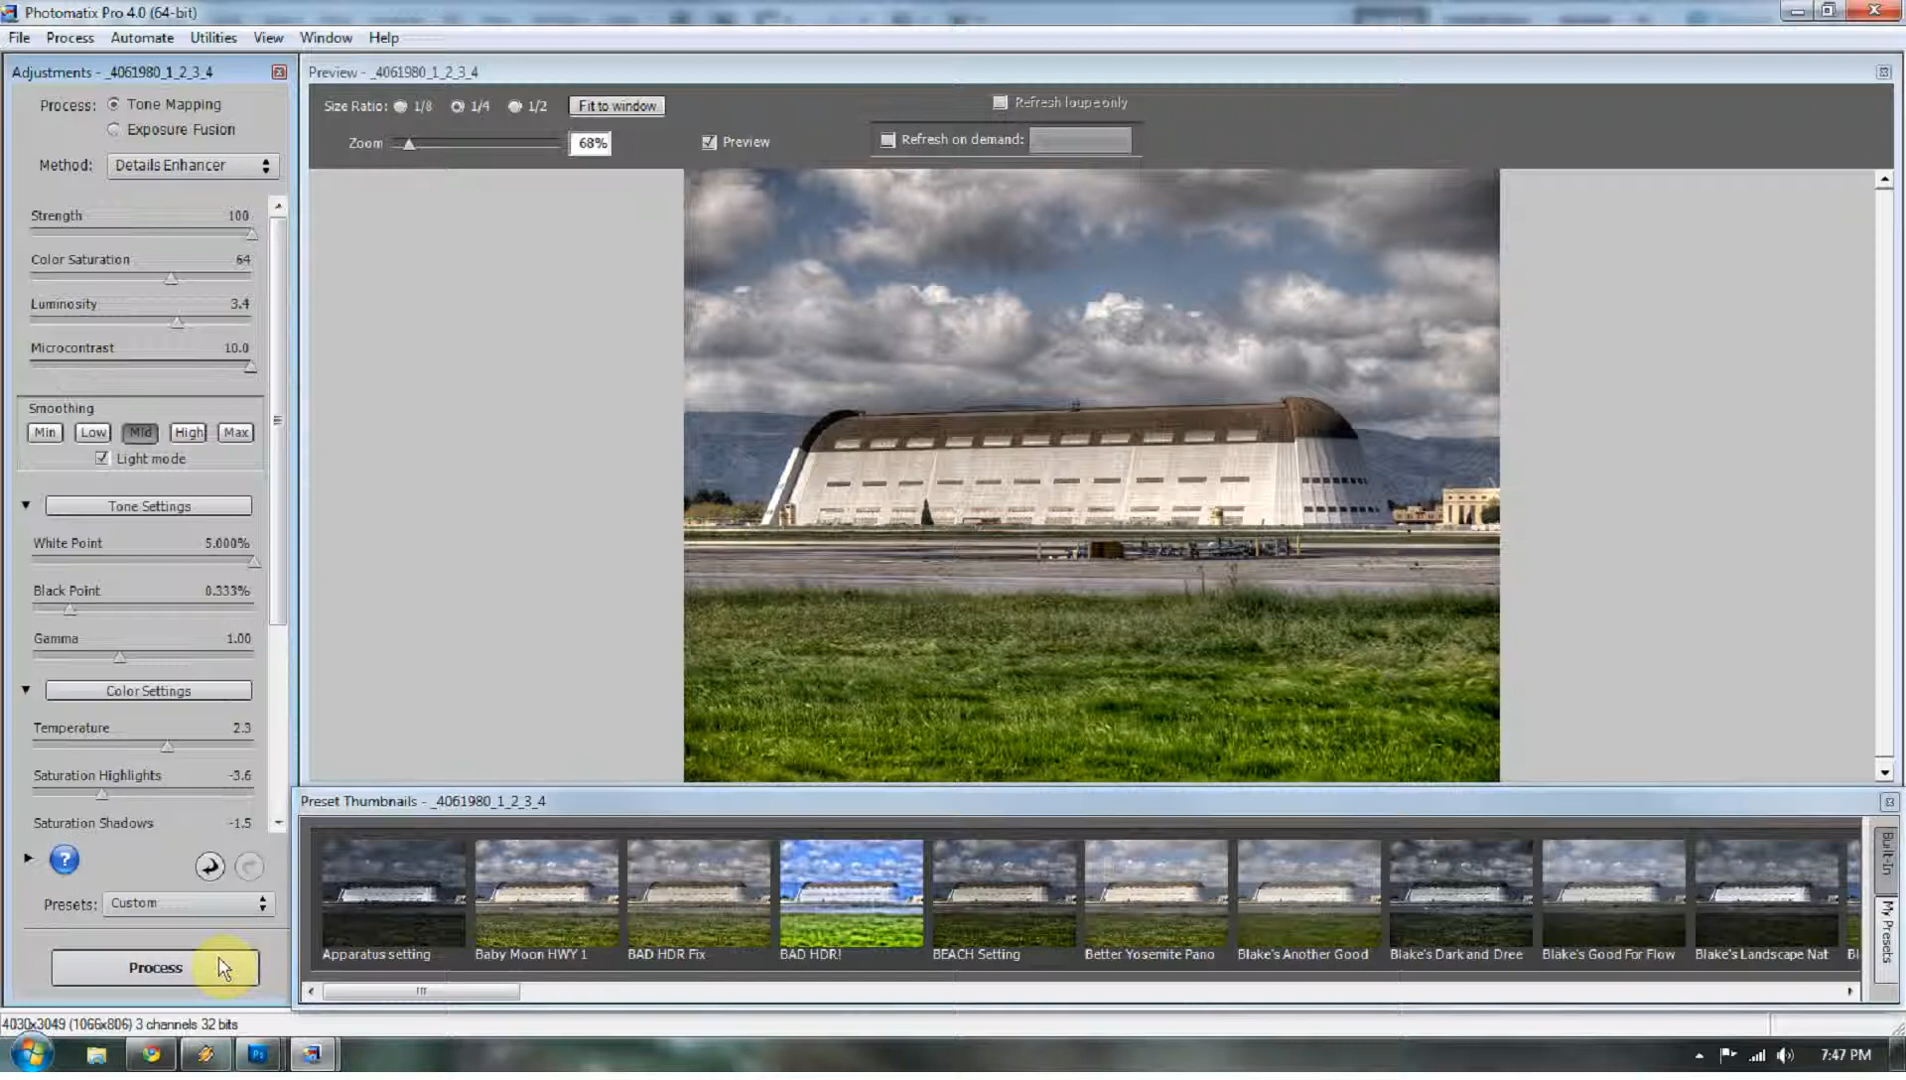 Photomatix Pro 4.0 (64-bit)
File Process Automate Utilities View Window Help
Adjustments - _4061980_1_2_3_4
Process: Tone Mapping
Exposure Fusion
Method: Details Enhancer
Strength 100
Color Saturation 64
Luminosity 3.4
Microcontrast 10.0
Smoothing
Min Low Mid High Max
Light mode
Tone Settings
White Point 5.000%
Black Point 0.333%
Gamma 1.00
Color Settings
Temperature 2.3
Saturation Highlights -3.6
Saturation Shadows -1.5
?
Presets: Custom
Process
Preview - _4061980_1_2_3_4
Size Ratio: 1/8 1/4 1/2 Fit to window
Refresh loupe only
Zoom 68% Preview Refresh on demand:
Preset Thumbnails - _4061980_1_2_3_4
Apparatus setting Baby Moon HWY 1 BAD HDR Fix BAD HDR! BEACH Setting Better Yosemite Pano Blake's Another Good Blake's Dark and Dree Blake's Good For Flow Blake's Landscape Nat
Built-In
My Presets
4030x3049 (1066x806) 3 channels 32 bits
Ps
7:47 PM